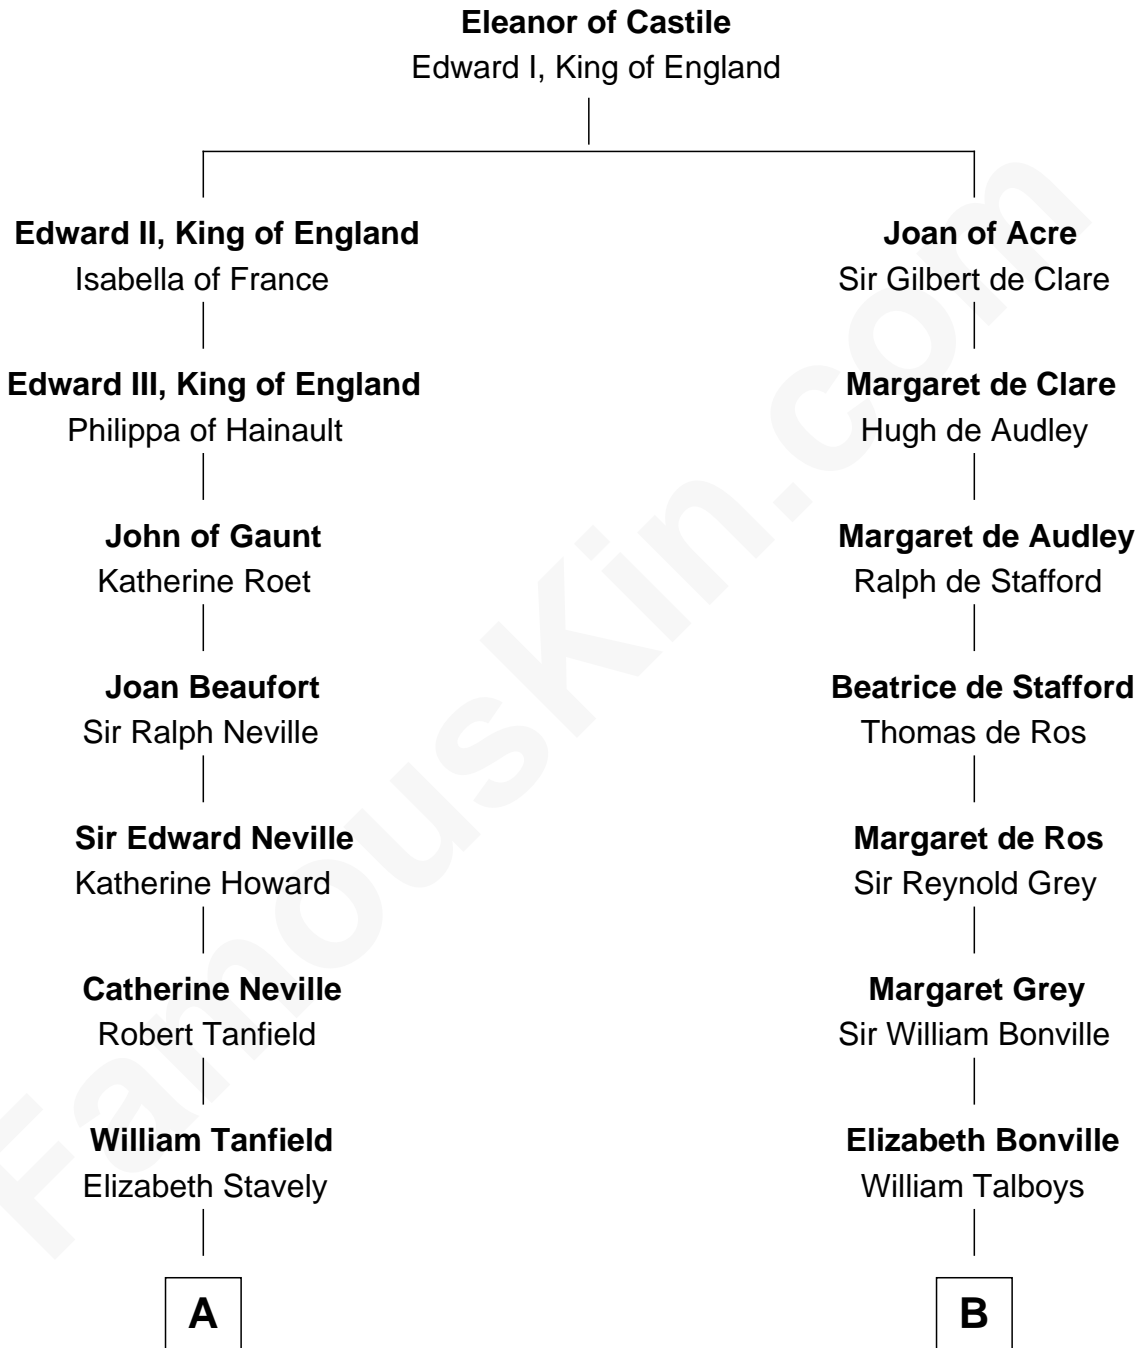 Eleanor of Castile
Edward I, King of England
Edward II, King of England
Isabella of France
Joan of Acre
Sir Gilbert de Clare
Edward III, King of England
Philippa of Hainault
Margaret de Clare
Hugh de Audley
John of Gaunt
Katherine Roet
Margaret de Audley
Ralph de Stafford
Joan Beaufort
Sir Ralph Neville
Beatrice de Stafford
Thomas de Ros
Sir Edward Neville
Katherine Howard
Margaret de Ros
Sir Reynold Grey
Catherine Neville
Robert Tanfield
Margaret Grey
Sir William Bonville
William Tanfield
Elizabeth Stavely
Elizabeth Bonville
William Talboys
A
B
FamousKin.com